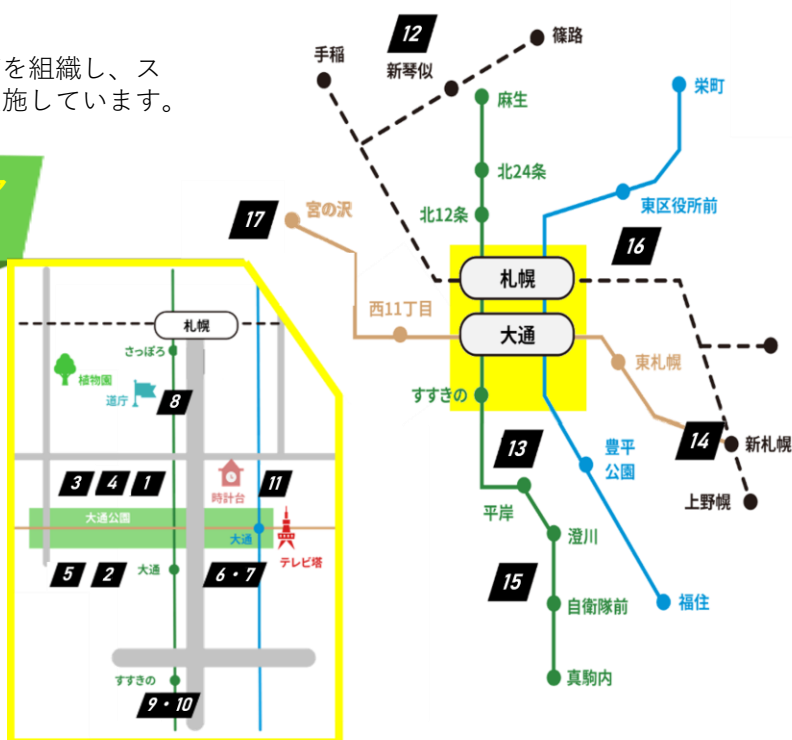 を組織し、ス
施しています。
12
手稲
新琴似
篠路
麻生
栄町
北24条
北12条
東区役所前
17
宮の沢
16
札幌
西11丁目
大通
東札幌
すすきの
13
14
新札幌
豊平
公園
平岸
上野幌
澄川
15
自衛隊前
福住
真駒内
札幌
さっぽろ
植物園
道庁
8
3
4
1
時計台
11
大通公園
大通
テレビ塔
5
2
大通
6・7
すすきの
9・10